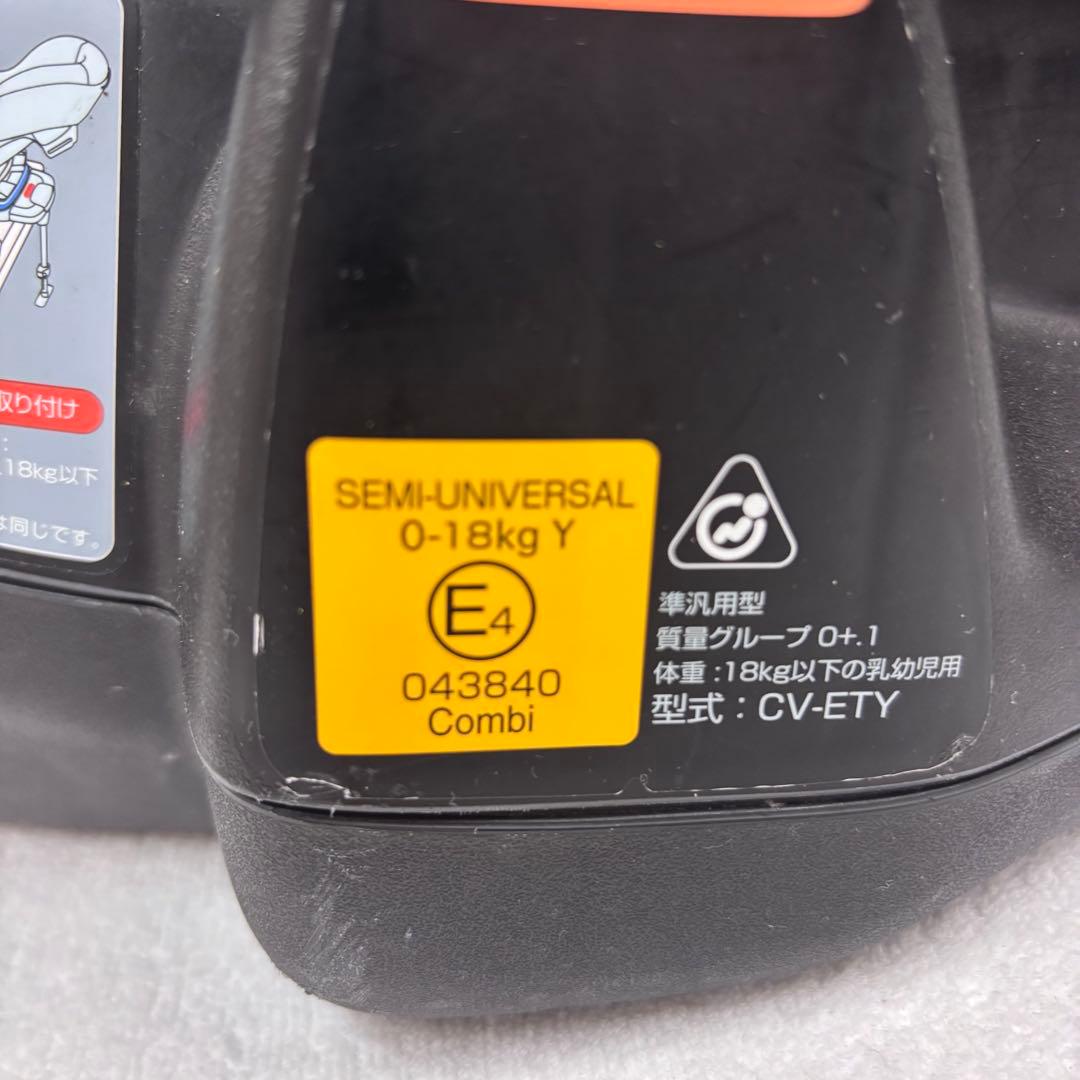 取り付け
18kg以下
は同じです。
SEMI-UNIVERSAL
0-18kg Y
E4
043840
Combi
準汎用型
質量グループ 0+.1
体重:18kg以下の乳幼児用
型式:CV-ETY